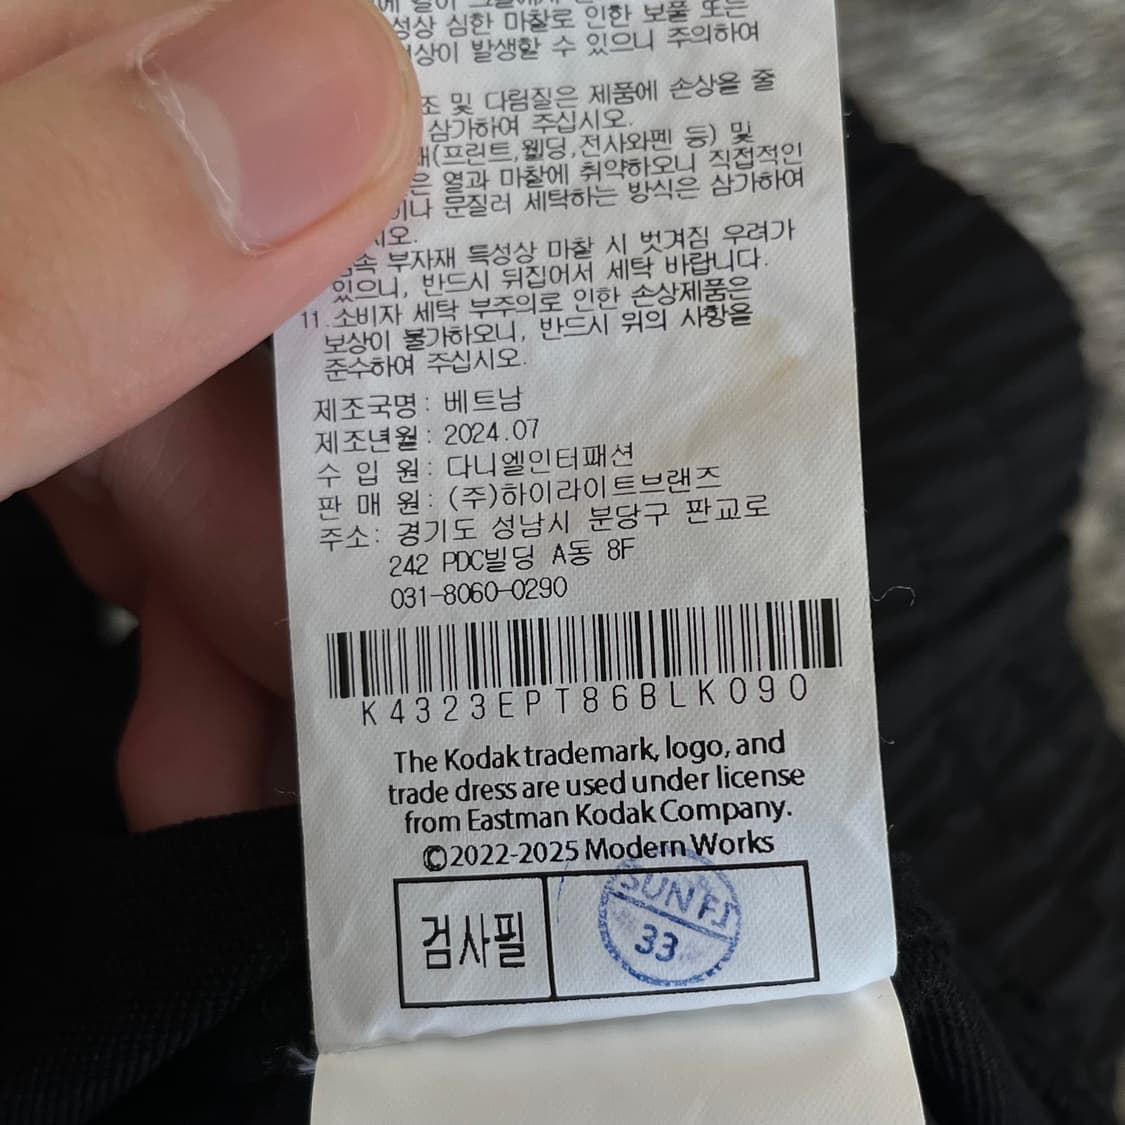 성상 심한 마찰로 인한 보풀 또는
상이 발생할 수 있으니 주의하여
조 및 다림질은 제품에 손상을 줄
삼가하여 주십시오.
재(프린트,웰딩,전사와펜 등) 및
은 열과 마찰에 취약하오니 직접적인
이나 문질러 세탁하는 방식은 삼가하여
시오.
속 부자재 특성상 마찰 시 벗겨짐 우려가
있으니, 반드시 뒤집어서 세탁 바랍니다.
11.소비자 세탁 부주의로 인한 손상제품은
보상이 불가하오니, 반드시 위의 사항을
준수하여 주십시오.
제조국명: 베트남
제조년월: 2024.07
수 입 원: 다니엘인터패션
판 매 원: (주)하이라이트브랜즈
주소: 경기도 성남시 분당구 판교로
242 PDC빌딩 A동 8F
031-8060-0290
K4323EPT86BLK090
The Kodak trademark, logo, and
trade dress are used under license
from Eastman Kodak Company.
©2022-2025 Modern Works
검사필
SUN FJ
33